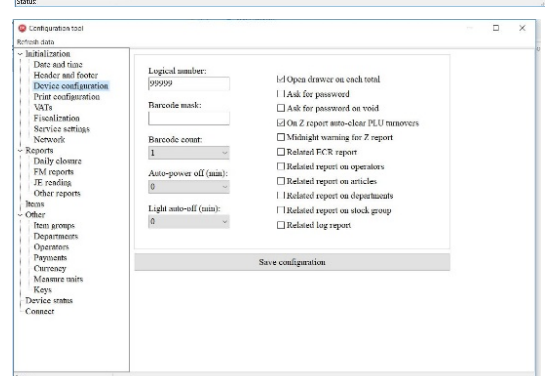 Status:
Configuration tool
Refresh data
Initialization
Date and time
Header and footer
Device configuration
Print configuration
VATs
Fiscalization
Service settings
Network
Reports
Daily closure
FM reports
JE reading
Other reports
Items
Other
Item groups
Departments
Operators
Payments
Currency
Measure units
Keys
Device status
Connect
Logical number:
99999
Barcode mask:
Barcode count:
1
Auto-power off (min):
0
Light auto-off (min):
0
Open drawer on each total
Ask for password
Ask for password on void
On Z report auto-clear PLU turnovers
Midnight warning for Z report
Related ECR report
Related report on operators
Related report on articles
Related report on departments
Related report on stock group
Related log report
Save configuration